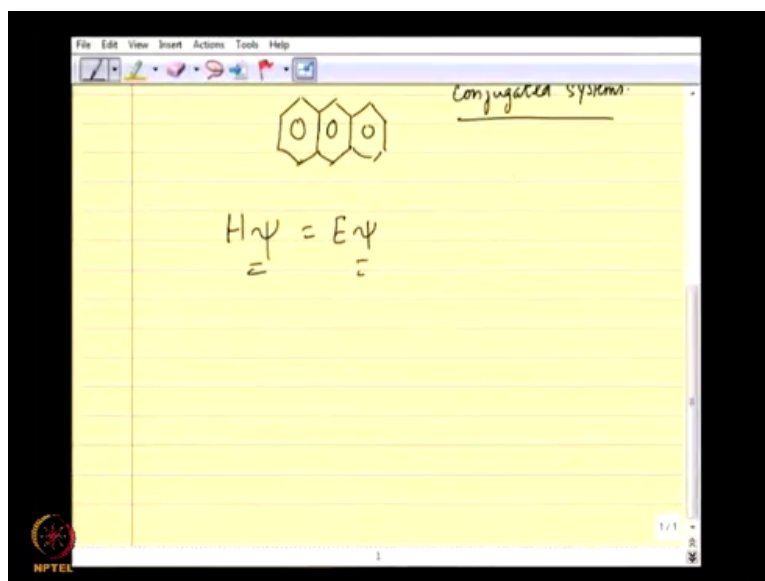 File Edit View Insert Actions Tools Help
Conjugated systems.
Hψ = Eψ
1/1
1
NPTEL